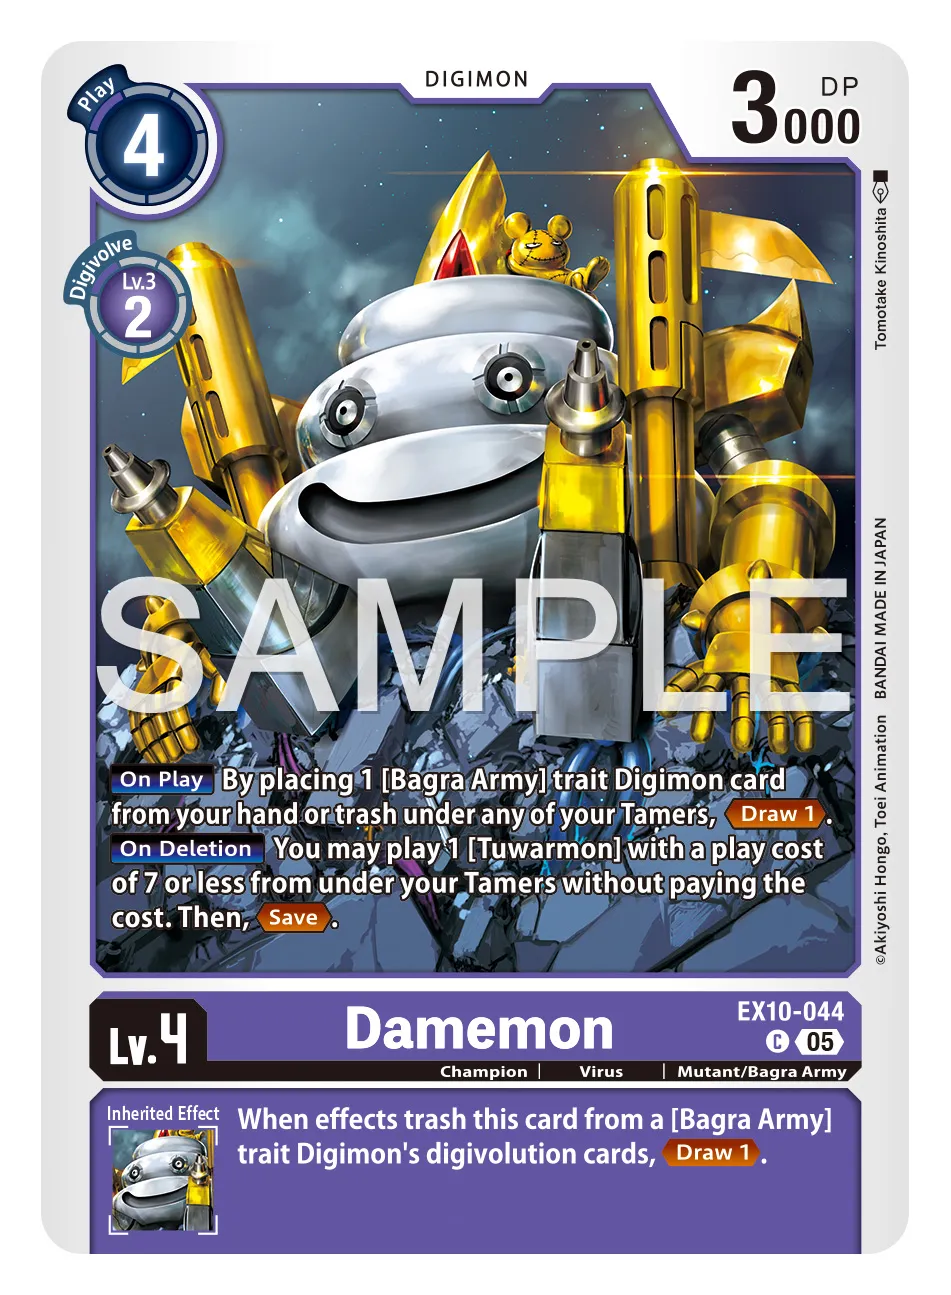 DIGIMON
Play
4
3000
DP
Digivolve
Lv.3
2
Tomotake Kinoshita
BANDAI MADE IN JAPAN
©Akiyoshi Hongo, Toei Animation
SAMPLE
On Play By placing 1 [Bagra Army] trait Digimon card
from your hand or trash under any of your Tamers, Draw 1.
On Deletion You may play 1 [Tuwarmon] with a play cost
of 7 or less from under your Tamers without paying the
cost. Then, Save.
Lv.4
Damemon
EX10-044
C 05
Champion | Virus | Mutant/Bagra Army
Inherited Effect
When effects trash this card from a [Bagra Army]
trait Digimon's digivolution cards, Draw 1.